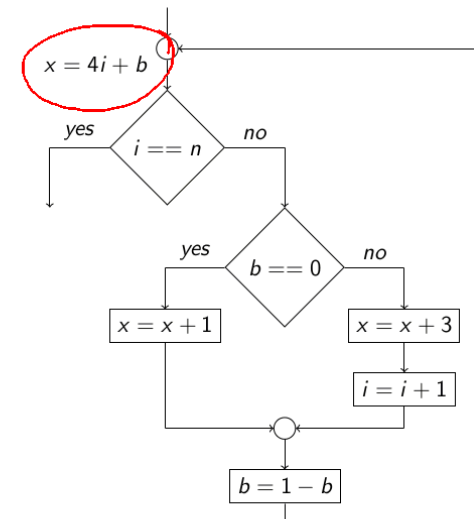 x = 4i + b
yes
no
i == n
yes
no
b == 0
x = x + 1
x = x + 3
i = i + 1
b = 1 − b